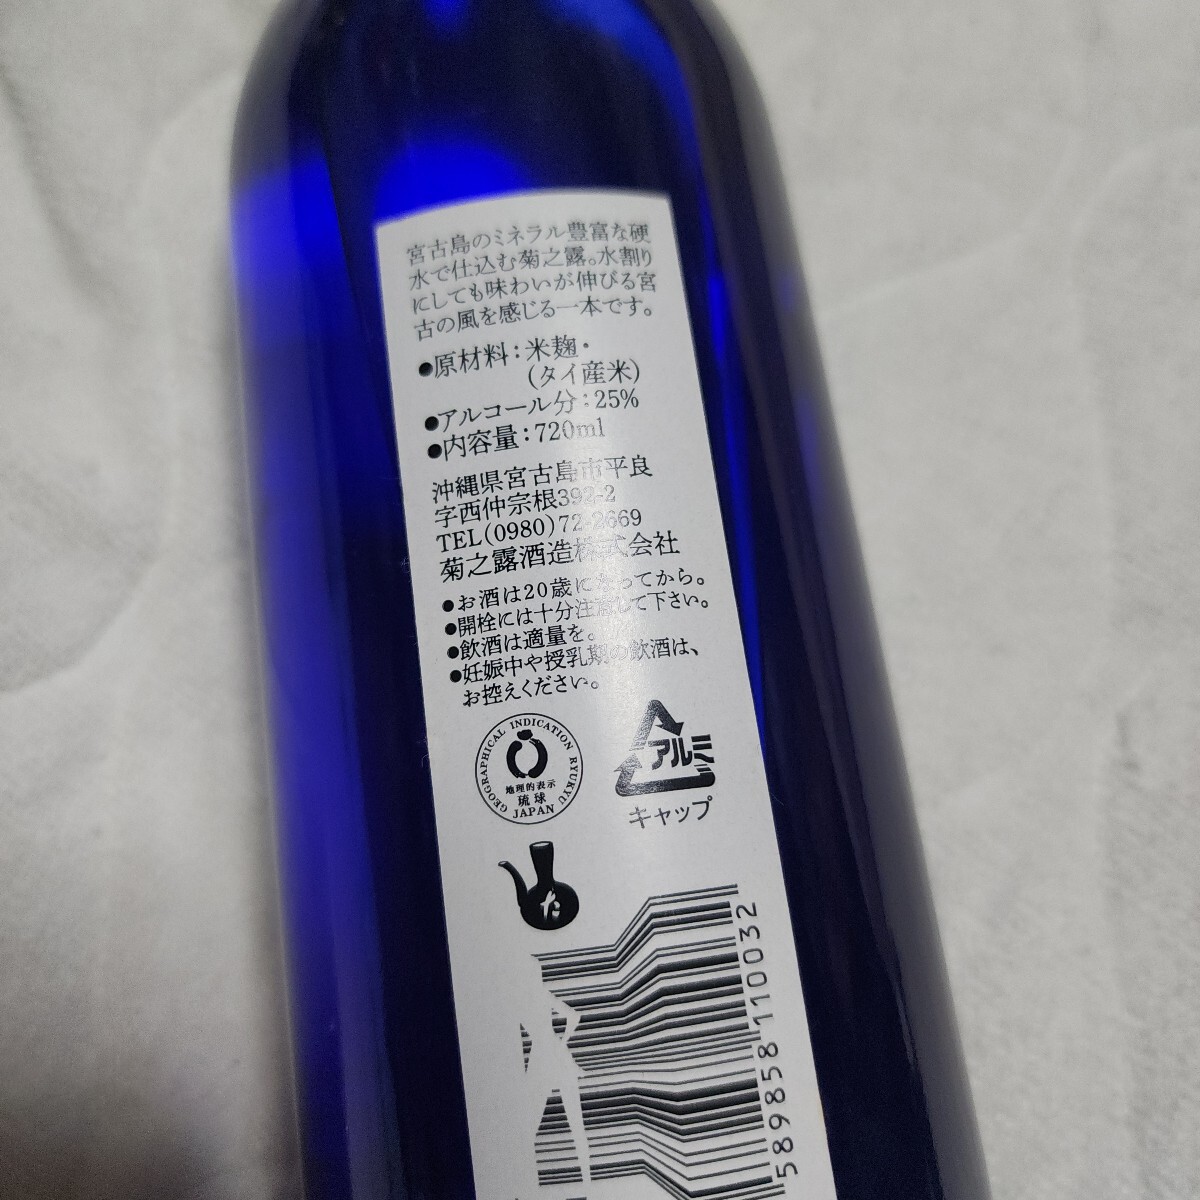 宮古島のミネラル豊富な硬
水で仕込む菊之露。水割り
にしても味わいが伸びる宮
古の風を感じる一本です。
●原材料：米麹・
(タイ産米)
●アルコール分：25%
●内容量：720ml
沖縄県宮古島市平良
字西仲宗根392-2
TEL(0980)72-2669
菊之露酒造株式会社
●お酒は20歳になってから。
●開栓には十分注意して下さい。
●飲酒は適量を。
●妊娠中や授乳期の飲酒は、
お控えください。
GEOGRAPHICAL INDICATION RYUKYU
地理的表示
琉球
JAPAN
アルミ
キャップ
た
589858 110032